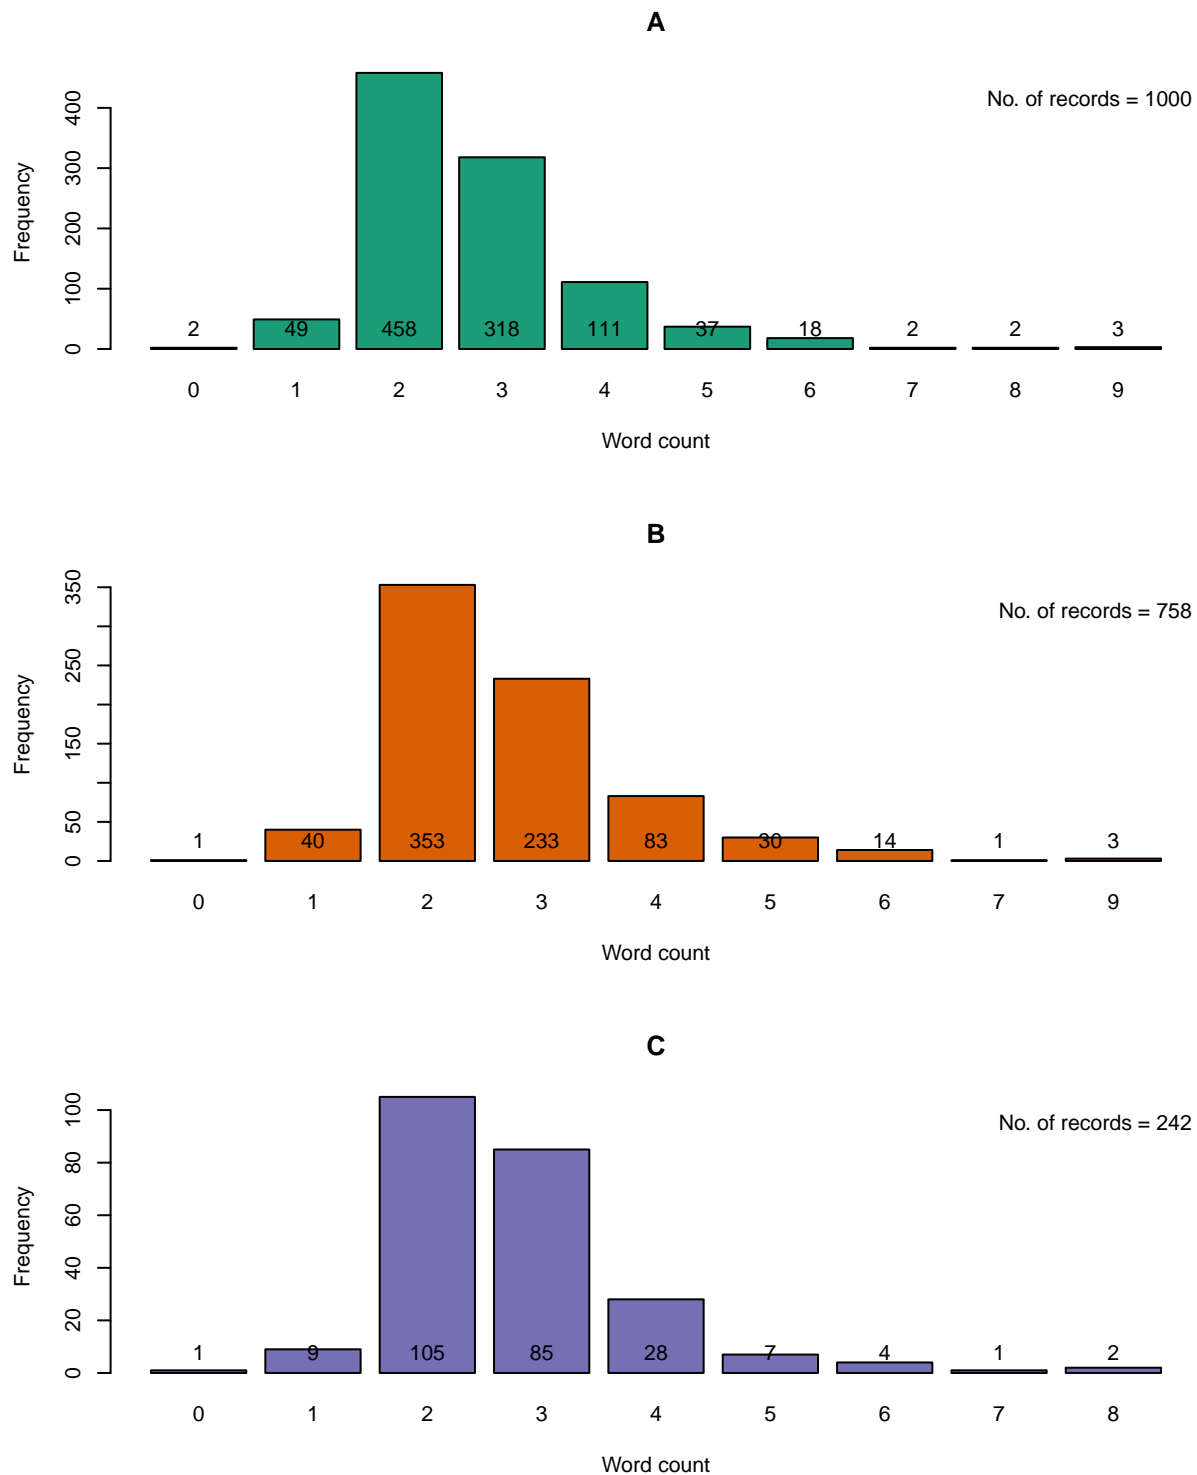 A
No. of records = 1000
Frequency
400
300
200
100
0
2 49 458 318 111 37 18 2 2 3
0 1 2 3 4 5 6 7 8 9
Word count
B
No. of records = 758
Frequency
350
250
150
50
0
1 40 353 233 83 30 14 1 3
0 1 2 3 4 5 6 7 9
Word count
C
No. of records = 242
Frequency
100
80
60
40
20
0
1 9 105 85 28 7 4 1 2
0 1 2 3 4 5 6 7 8
Word count